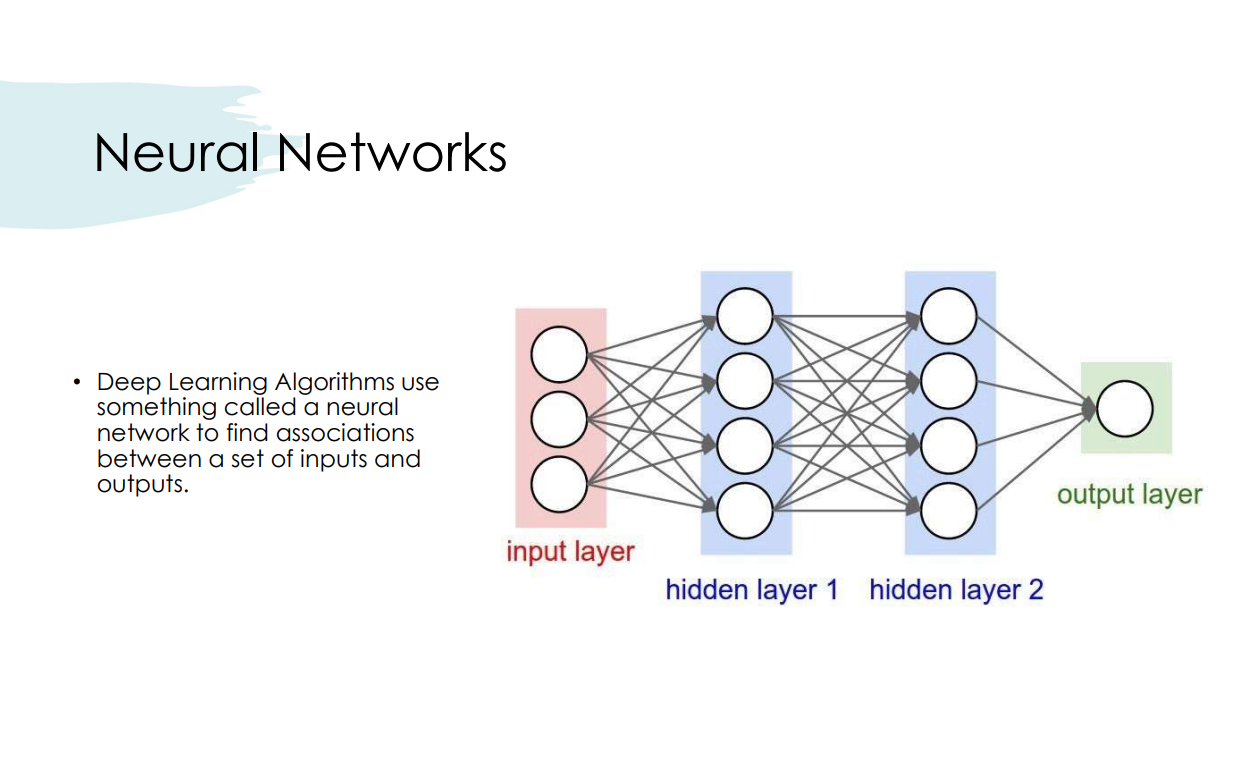 Neural Networks
• Deep Learning Algorithms use
something called a neural
network to find associations
between a set of inputs and
outputs.
input layer
hidden layer 1
hidden layer 2
output layer